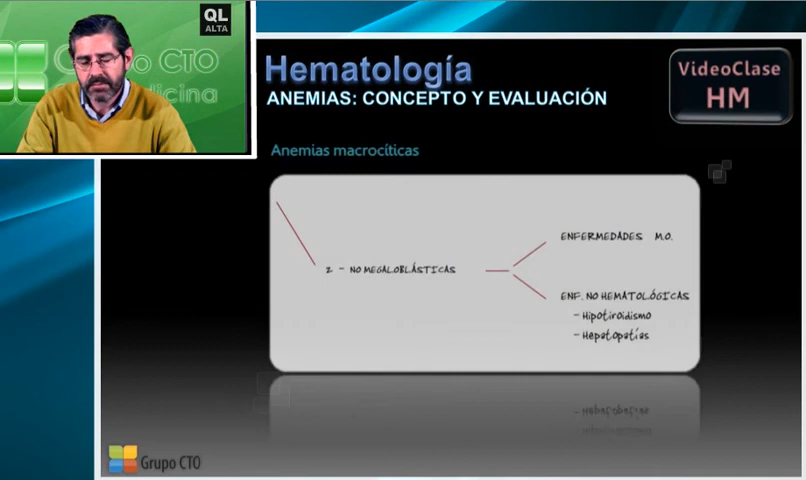 QL
ALTA
Grupo CTO
Medicina
Hematología
ANEMIAS: CONCEPTO Y EVALUACIÓN
VideoClase
HM
Anemias macrocíticas
2 - NO MEGALOBLÁSTICAS
ENFERMEDADES M.O.
ENF. NO HEMATOLÓGICAS
- Hipotiroidismo
- Hepatopatías
Grupo CTO